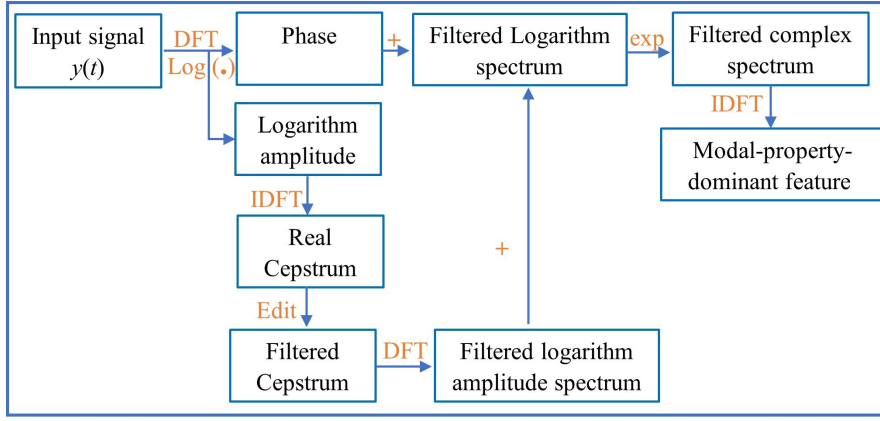 Input signal
y(t)
DFT
Log (.)
Phase
+
Filtered Logarithm
spectrum
exp
Filtered complex
spectrum
IDFT
Modal-property-
dominant feature
Logarithm
amplitude
IDFT
Real
Cepstrum
+
Edit
Filtered
Cepstrum
DFT
Filtered logarithm
amplitude spectrum